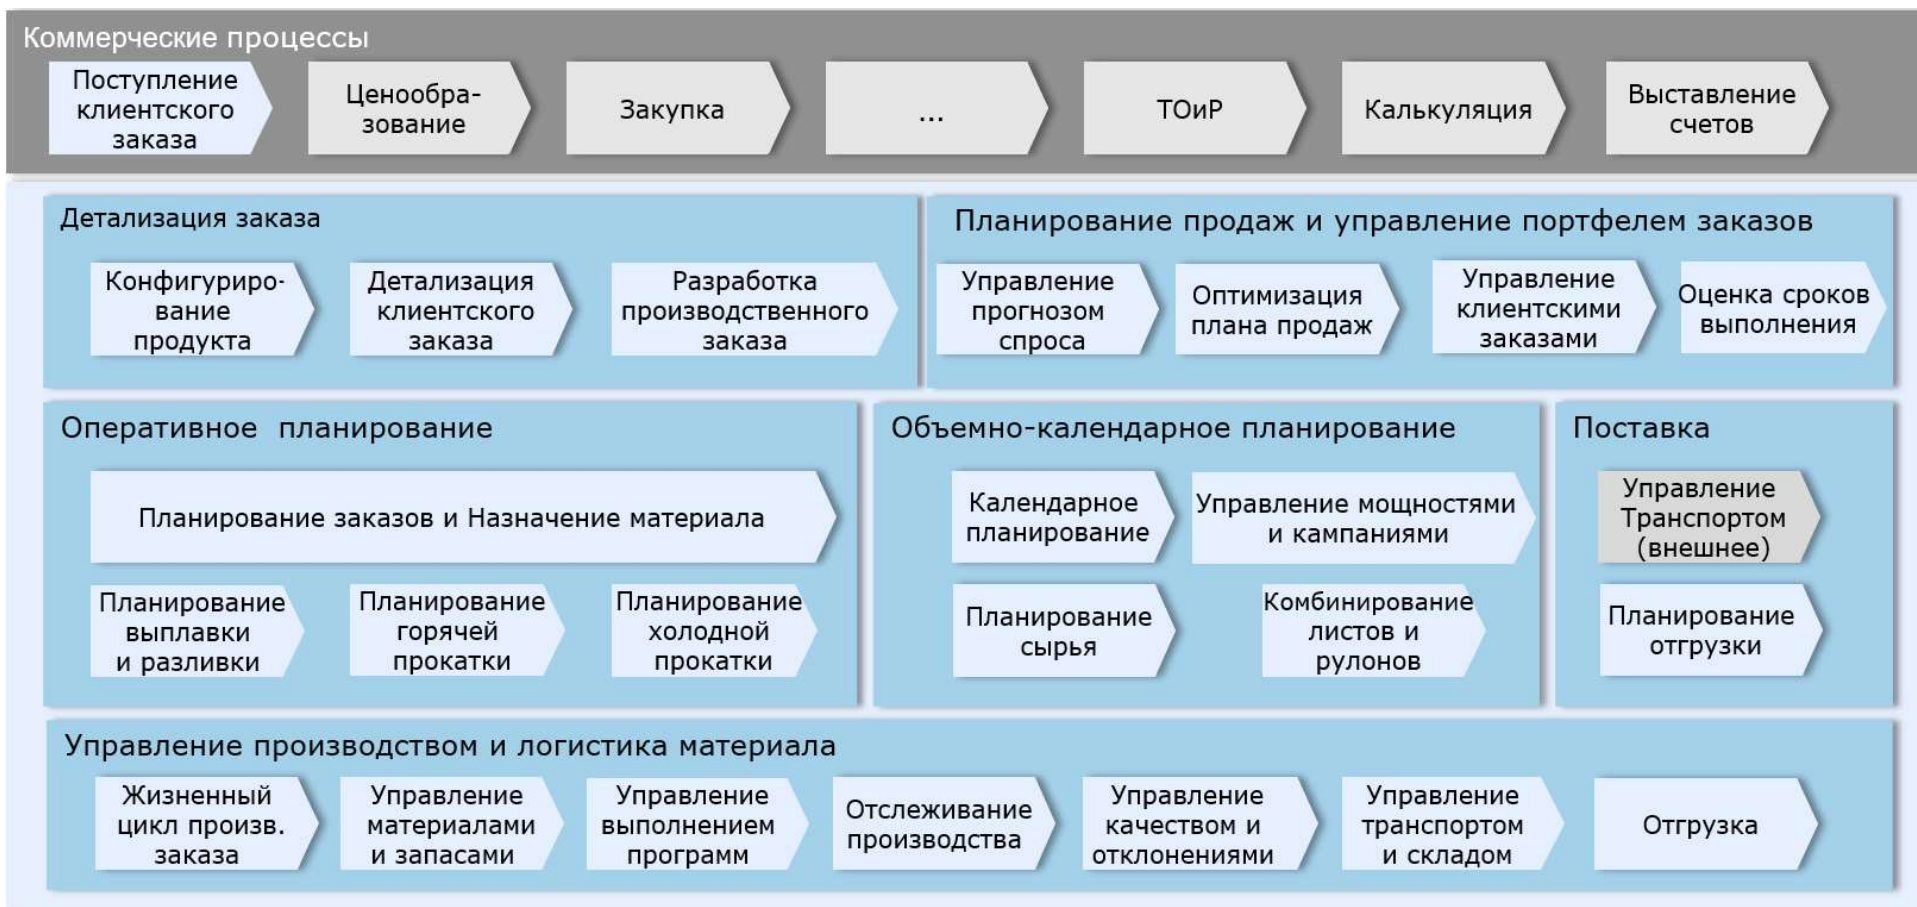 Коммерческие процессы
Поступление
клиентского
заказа
Ценообра-
зование
Закупка
...
ТОиР
Калькуляция
Выставление
счетов
Детализация заказа
Конфигуриро-
вание
продукта
Детализация
клиентского
заказа
Разработка
производственного
заказа
Планирование продаж и управление портфелем заказов
Управление
прогнозом
спроса
Оптимизация
плана продаж
Управление
клиентскими
заказами
Оценка сроков
выполнения
Оперативное планирование
Планирование заказов и Назначение материала
Планирование
выплавки
и разливки
Планирование
горячей
прокатки
Планирование
холодной
прокатки
Объемно-календарное планирование
Календарное
планирование
Управление мощностями
и кампаниями
Планирование
сырья
Комбинирование
листов и
рулонов
Поставка
Управление
Транспортом
(внешнее)
Планирование
отгрузки
Управление производством и логистика материала
Жизненный
цикл произв.
заказа
Управление
материалами
и запасами
Управление
выполнением
программ
Отслеживание
производства
Управление
качеством и
отклонениями
Управление
транспортом
и складом
Отгрузка